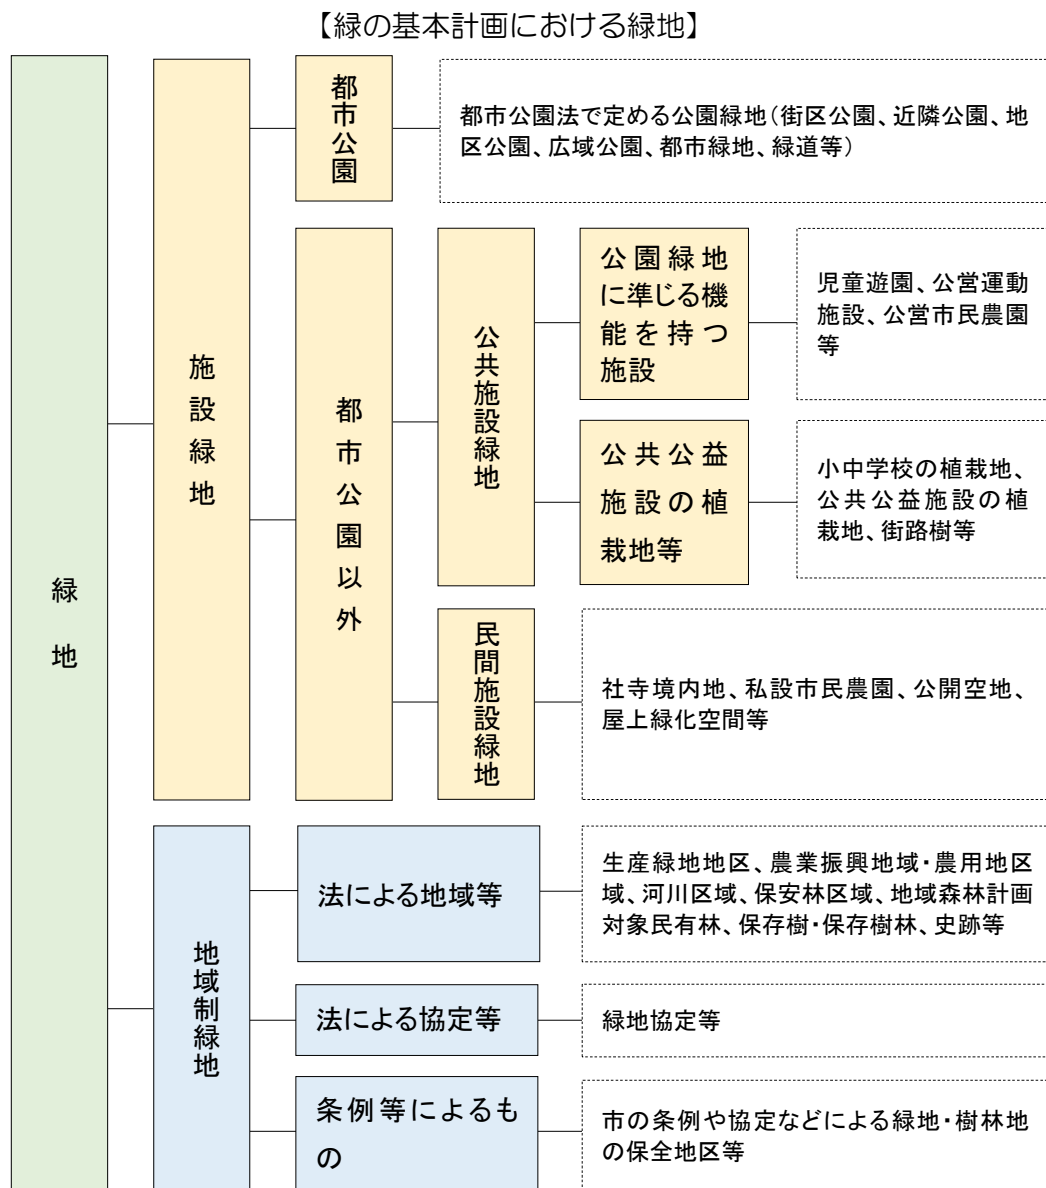 【緑の基本計画における緑地】
緑地
施設緑地
都市公園
都市公園法で定める公園緑地（街区公園、近隣公園、地
区公園、広域公園、都市緑地、緑道等）
都市公園以外
公共施設緑地
公園緑地
に準じる機
能を持つ
施設
児童遊園、公営運動
施設、公営市民農園
等
公共公益
施設の植
栽地等
小中学校の植栽地、
公共公益施設の植
栽地、街路樹等
民間施設緑地
社寺境内地、私設市民農園、公開空地、
屋上緑化空間等
地域制緑地
法による地域等
生産緑地地区、農業振興地域・農用地区
域、河川区域、保安林区域、地域森林計画
対象民有林、保存樹・保存樹林、史跡等
法による協定等
緑地協定等
条例等によるも
の
市の条例や協定などによる緑地・樹林地
の保全地区等